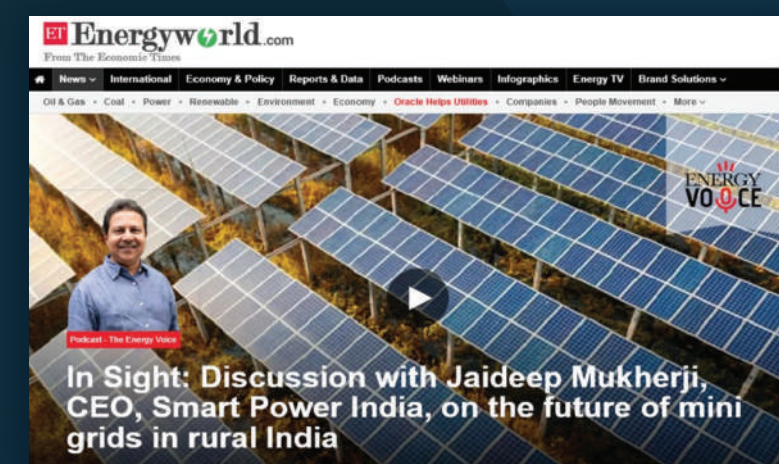 ET Energyworld.com
From The Economic Times
News International Economy & Policy Reports & Data Podcasts Webinars Infographics Energy TV Brand Solutions
Oil & Gas • Coal • Power • Renewable • Environment • Economy • Oracle Helps Utilities • Companies • People Movement • More
ENERGY
VOICE
Podcast - The Energy Voice
In Sight: Discussion with Jaideep Mukherji,
CEO, Smart Power India, on the future of mini
grids in rural India